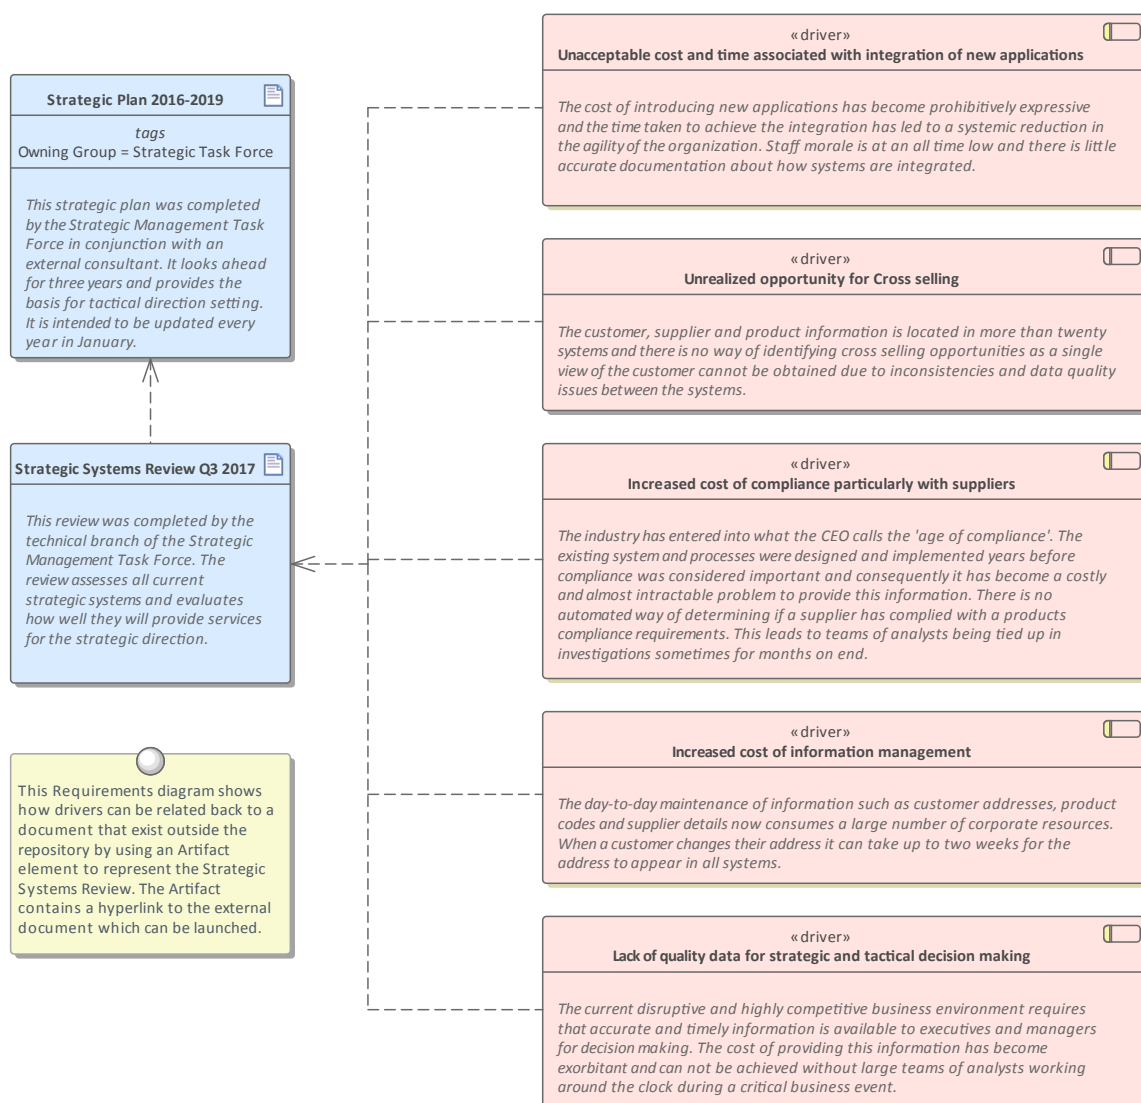 Strategic Plan 2016-2019
tags
Owning Group = Strategic Task Force
This strategic plan was completed
by the Strategic Management Task
Force in conjunction with an
external consultant. It looks ahead
for three years and provides the
basis for tactical direction setting.
It is intended to be updated every
year in January.
Strategic Systems Review Q3 2017
This review was completed by the
technical branch of the Strategic
Management Task Force. The
review assesses all current
strategic systems and evaluates
how well they will provide services
for the strategic direction.
This Requirements diagram shows
how drivers can be related back to a
document that exist outside the
repository by using an Artifact
element to represent the Strategic
Systems Review. The Artifact
contains a hyperlink to the external
document which can be launched.
«driver»
Unacceptable cost and time associated with integration of new applications
The cost of introducing new applications has become prohibitively expressive
and the time taken to achieve the integration has led to a systemic reduction in
the agility of the organization. Staff morale is at an all time low and there is little
accurate documentation about how systems are integrated.
«driver»
Unrealized opportunity for Cross selling
The customer, supplier and product information is located in more than twenty
systems and there is no way of identifying cross selling opportunities as a single
view of the customer cannot be obtained due to inconsistencies and data quality
issues between the systems.
«driver»
Increased cost of compliance particularly with suppliers
The industry has entered into what the CEO calls the 'age of compliance'. The
existing system and processes were designed and implemented years before
compliance was considered important and consequently it has become a costly
and almost intractable problem to provide this information. There is no
automated way of determining if a supplier has complied with a products
compliance requirements. This leads to teams of analysts being tied up in
investigations sometimes for months on end.
«driver»
Increased cost of information management
The day-to-day maintenance of information such as customer addresses, product
codes and supplier details now consumes a large number of corporate resources.
When a customer changes their address it can take up to two weeks for the
address to appear in all systems.
«driver»
Lack of quality data for strategic and tactical decision making
The current disruptive and highly competitive business environment requires
that accurate and timely information is available to executives and managers
for decision making. The cost of providing this information has become
exorbitant and can not be achieved without large teams of analysts working
around the clock during a critical business event.